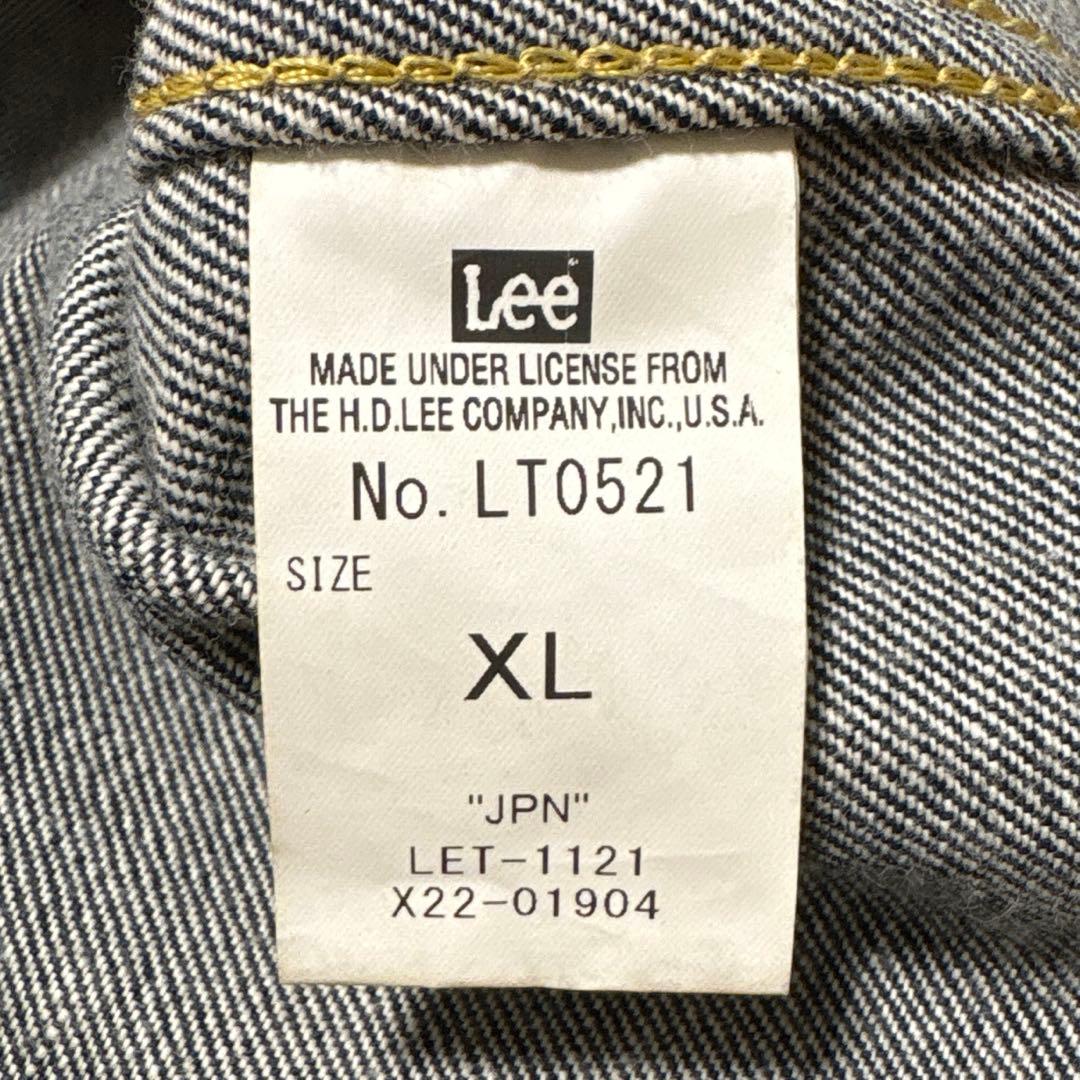 Lee
MADE UNDER LICENSE FROM
THE H.D.LEE COMPANY,INC.,U.S.A.
No. LT0521
SIZE
XL
"JPN"
LET-1121
X22-01904